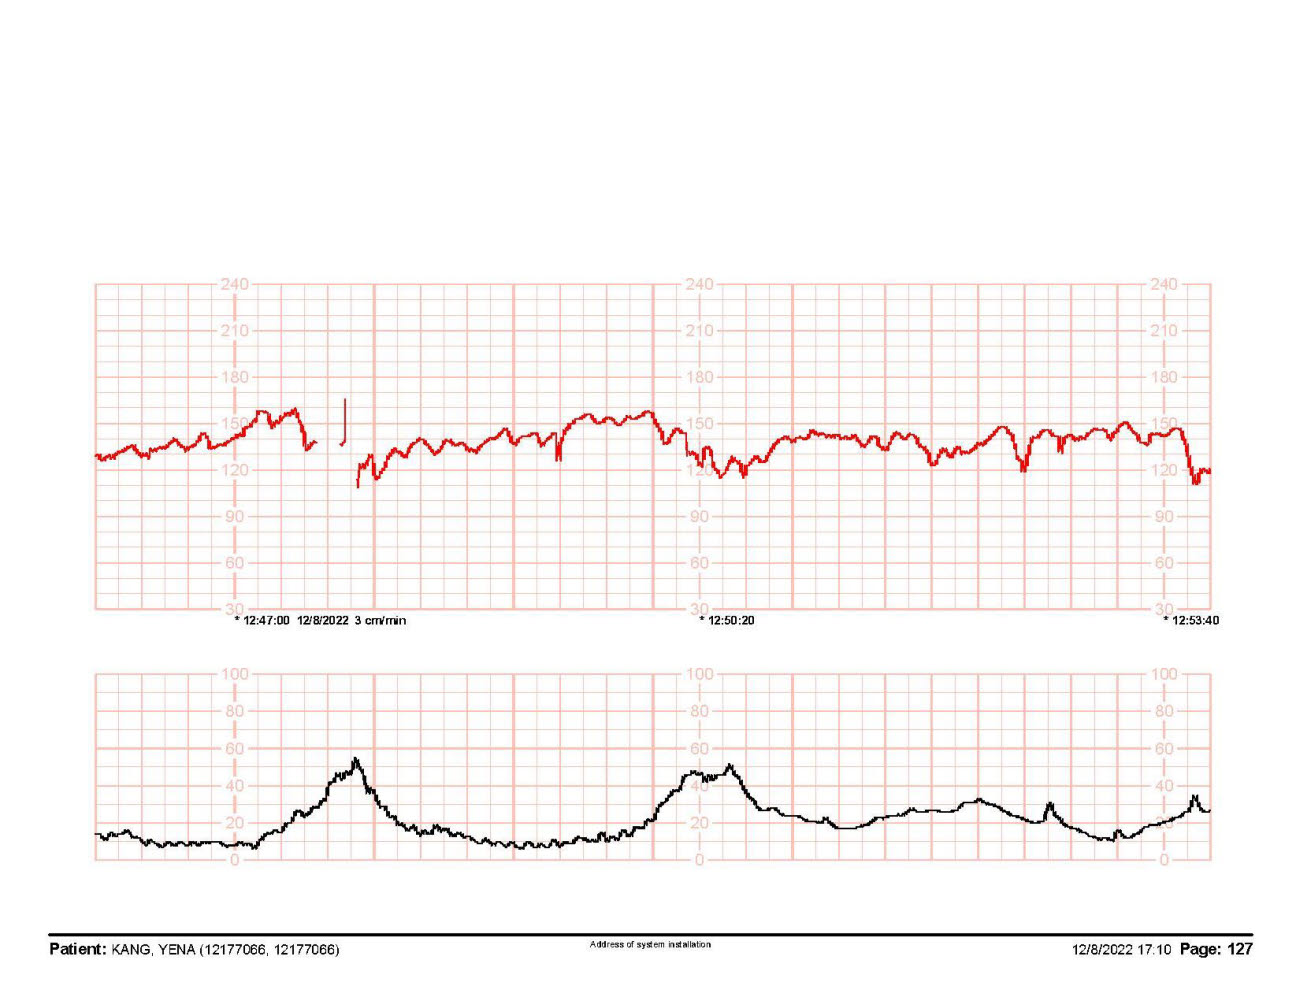 240 240 240
210 210 210
180 180 180
150 150 150
120 120 120
90 90 90
60 60 60
30 30 30
* 12:47:00 12/8/2022 3 cm/min * 12:50:20 * 12:53:40
100 100 100
80 80 80
60 60 60
40 40 40
20 20 20
0 0 0
Patient: KANG, YENA (12177066, 12177066) Address of system installation 12/8/2022 17:10 Page: 127